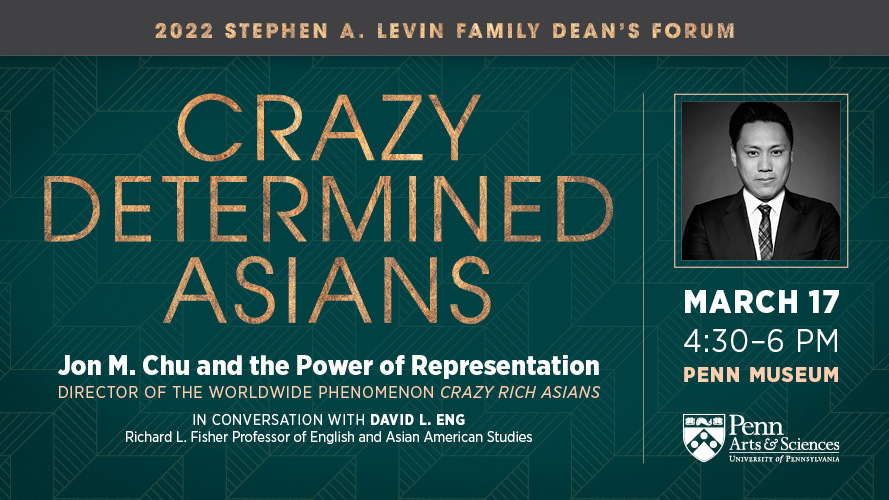 2022 STEPHEN A. LEVIN FAMILY DEAN'S FORUM
CRAZY
DETERMINED
ASIANS
Jon M. Chu and the Power of Representation
DIRECTOR OF THE WORLDWIDE PHENOMENON CRAZY RICH ASIANS
IN CONVERSATION WITH DAVID L. ENG
Richard L. Fisher Professor of English and Asian American Studies
MARCH 17
4:30–6 PM
PENN MUSEUM
Penn
Arts & Sciences
UNIVERSITY OF PENNSYLVANIA